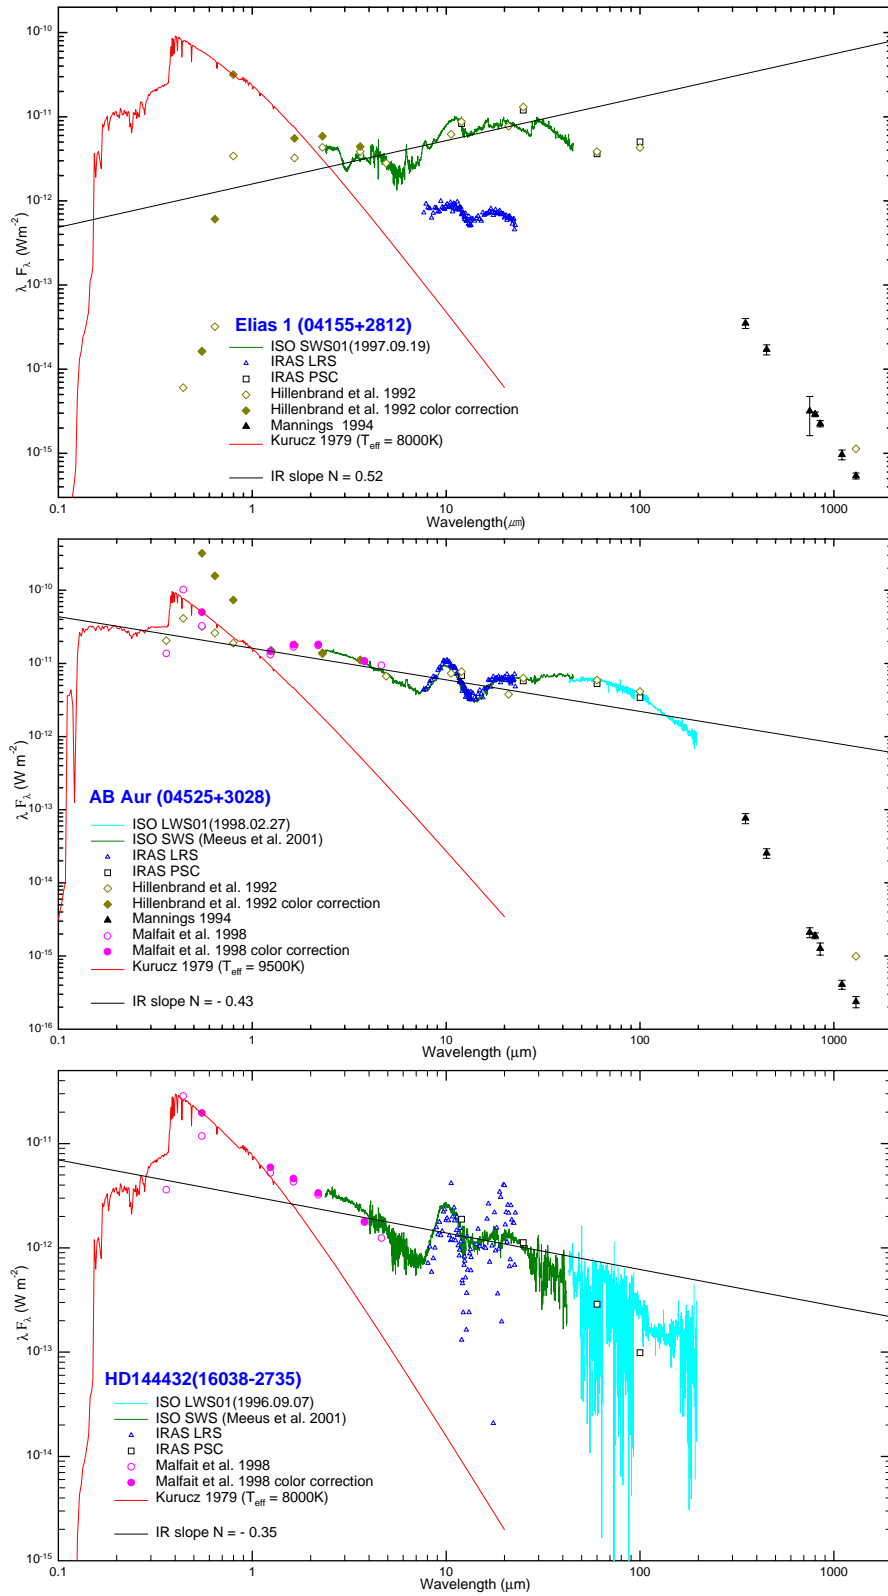 10⁻¹⁰
10⁻¹¹
10⁻¹²
10⁻¹³
10⁻¹⁴
10⁻¹⁵
λ F_λ (Wm⁻²)
Elias 1 (04155+2812)
ISO SWS01(1997.09.19)
IRAS LRS
IRAS PSC
Hillenbrand et al. 1992
Hillenbrand et al. 1992 color correction
Mannings 1994
Kurucz 1979 (T_eff = 8000K)
IR slope N = 0.52
0.1 1 10 100 1000
Wavelength(μm)
10⁻¹⁰
10⁻¹¹
10⁻¹²
10⁻¹³
10⁻¹⁴
10⁻¹⁵
10⁻¹⁶
λ F_λ (W m⁻²)
AB Aur (04525+3028)
ISO LWS01(1998.02.27)
ISO SWS (Meeus et al. 2001)
IRAS LRS
IRAS PSC
Hillenbrand et al. 1992
Hillenbrand et al. 1992 color correction
Mannings 1994
Malfait et al. 1998
Malfait et al. 1998 color correction
Kurucz 1979 (T_eff = 9500K)
IR slope N = - 0.43
0.1 1 10 100 1000
Wavelength (μm)
10⁻¹¹
10⁻¹²
10⁻¹³
10⁻¹⁴
10⁻¹⁵
λ F_λ (W m⁻²)
HD144432(16038-2735)
ISO LWS01(1996.09.07)
ISO SWS (Meeus et al. 2001)
IRAS LRS
IRAS PSC
Malfait et al. 1998
Malfait et al. 1998 color correction
Kurucz 1979 (T_eff = 8000K)
IR slope N = - 0.35
0.1 1 10 100 1000
Wavelength (μm)